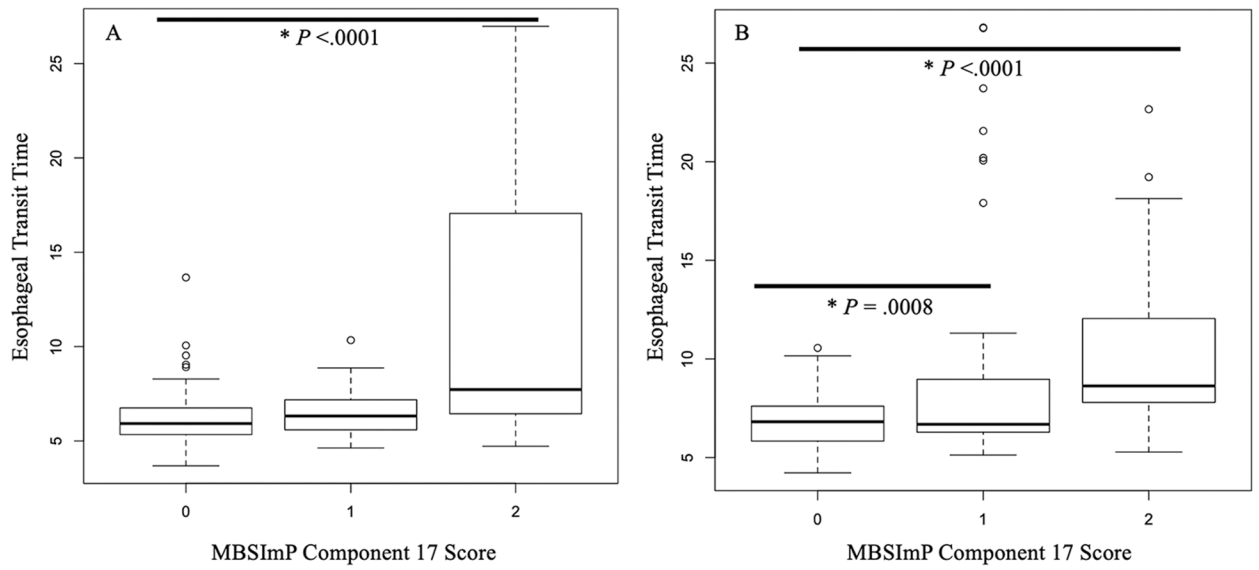 A
* P <.0001
25
20
15
10
5
Esophageal Transit Time
0 1 2
MBSImP Component 17 Score
B
* P <.0001
* P = .0008
25
20
15
10
5
Esophageal Transit Time
0 1 2
MBSImP Component 17 Score